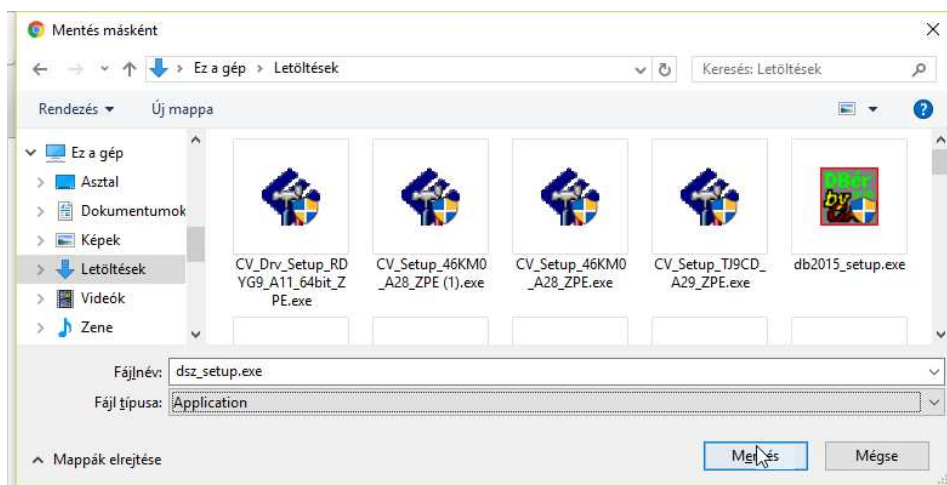 Mentés másként
Ez a gép > Letöltések
Keresés: Letöltések
Rendezés
Új mappa
Ez a gép
Asztal
Dokumentumok
Képek
Letöltések
Videók
Zene
CV_Drv_Setup_RD
YG9_A11_64bit_Z
PE.exe
CV_Setup_46KM0
_A28_ZPE (1).exe
CV_Setup_46KM0
_A28_ZPE.exe
CV_Setup_TJ9CD_
A29_ZPE.exe
DBér
by
db2015_setup.exe
Fájlnév: dsz_setup.exe
Fájl típusa: Application
Mappák elrejtése
Mentés
Mégse